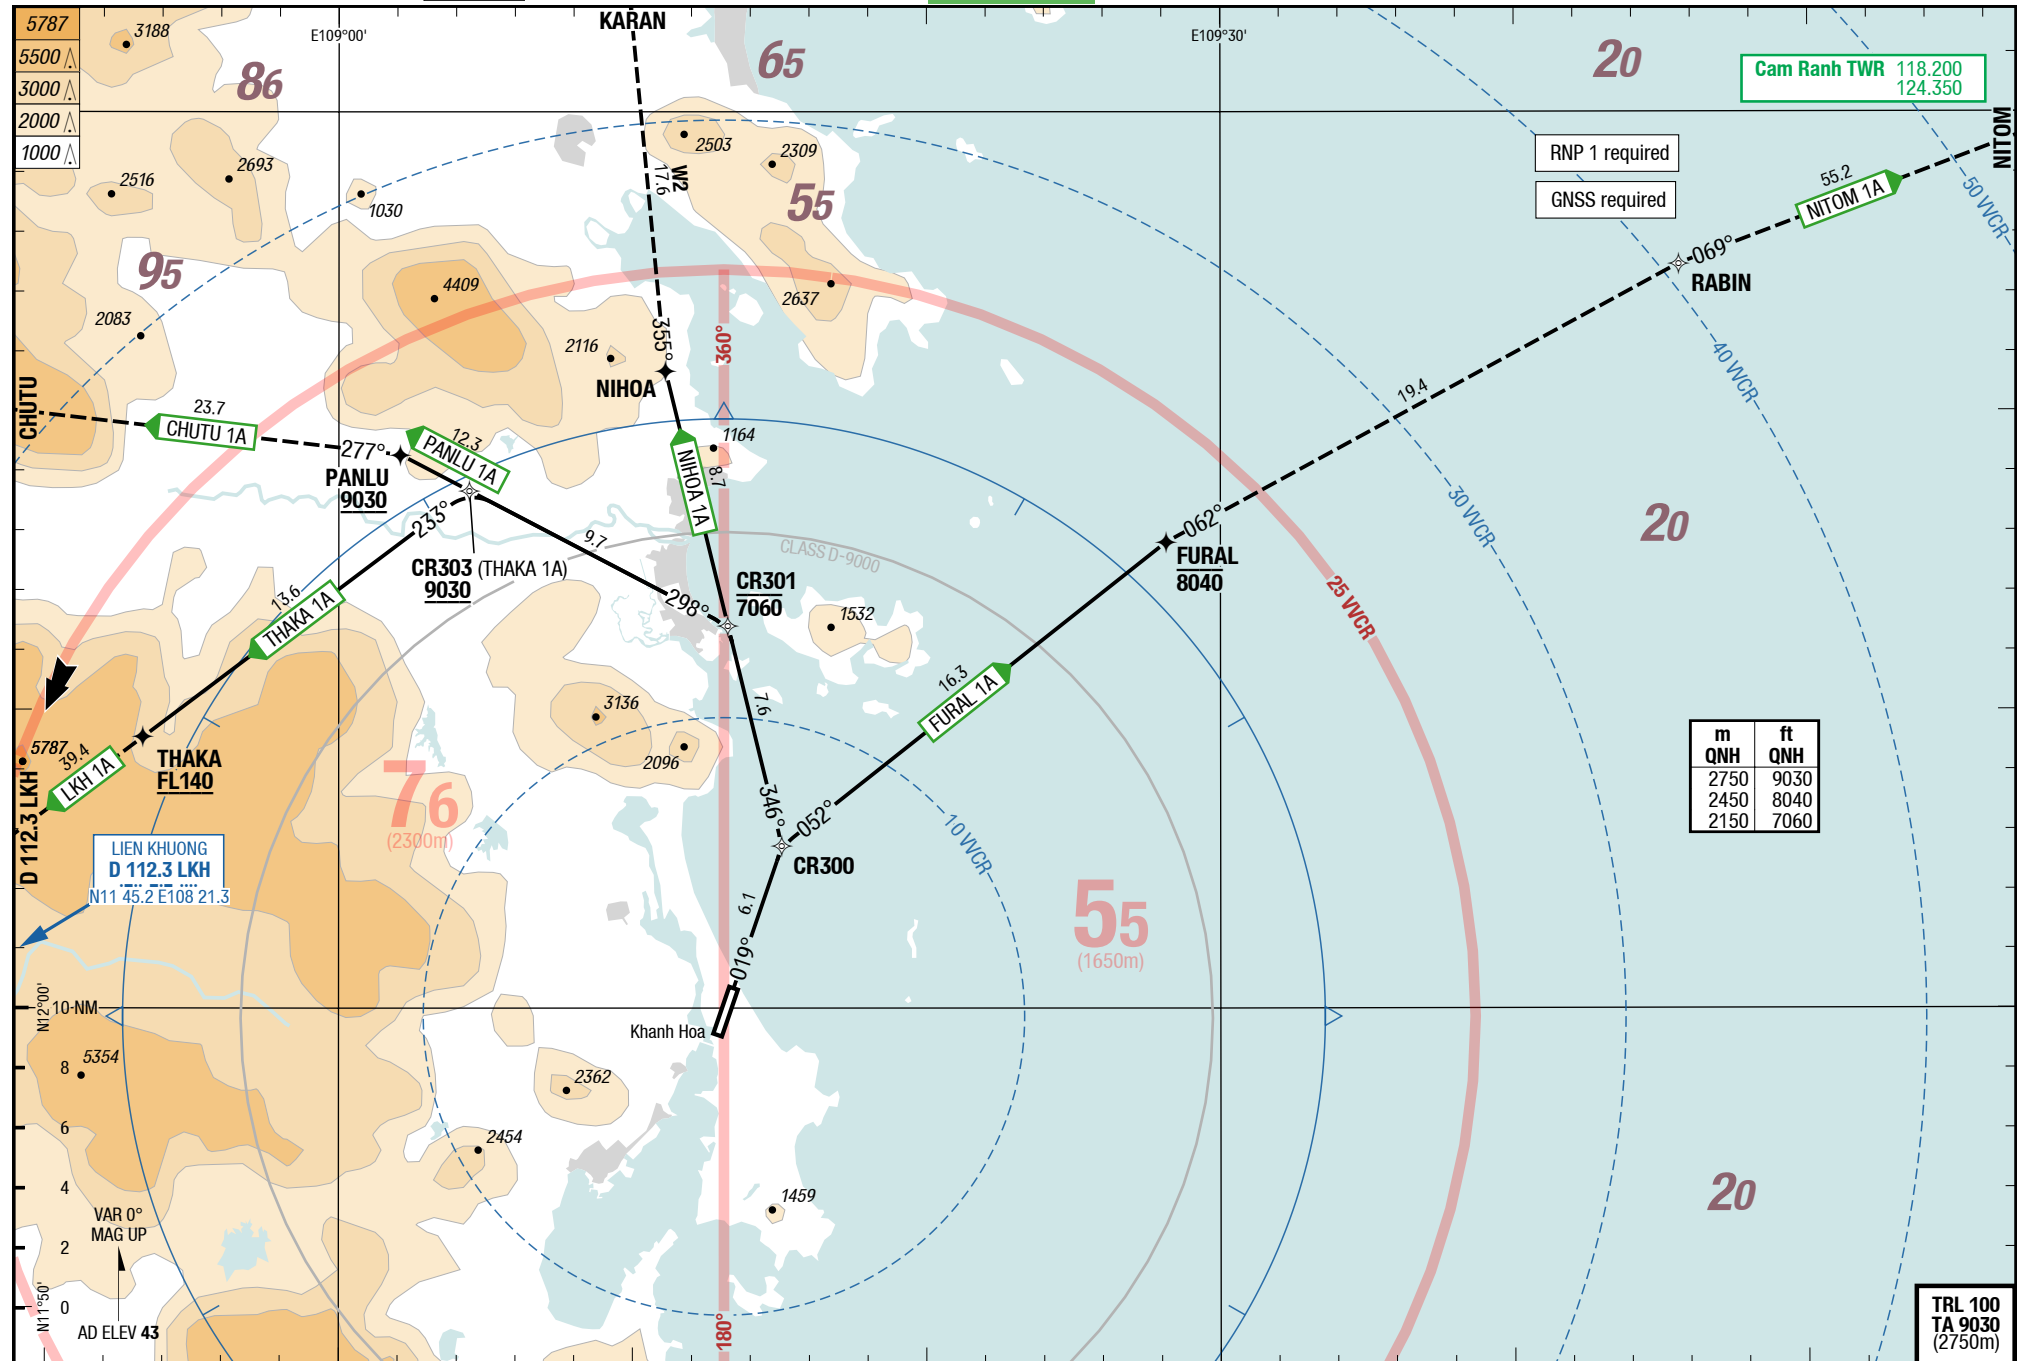 5787
5500
3000
2000
1000
3188
86
KARAN
E109°00'
65
E109°30'
20
Cam Ranh TWR 118.200
124.350
NITOM
RNP 1 required
GNSS required
2503
2309
2693
2516
1030
W2
17.6
55
55.2
NITOM 1A
50 VVCR
069°
RABIN
95
4409
2637
2083
2116
355°
360°
NIHOA
40 VVCR
19.4
CHUTU
23.7
CHUTU 1A
277°
12.3
PANLU 1A
PANLU
9030
1164
8.7
NIHOA 1A
233°
9.7
CLASS D-9000
30 VVCR
20
062°
FURAL
8040
CR303 (THAKA 1A)
9030
298°
CR301
7060
1532
25 VVCR
13.6
THAKA 1A
7.6
16.3
FURAL 1A
3136
2096
5787
39.4
LKH 1A
D 112.3 LKH
THAKA
FL140
76
(2300m)
346°
052°
CR300
10 VVCR
m ft
QNH QNH
2750 9030
2450 8040
2150 7060
LIEN KHUONG
D 112.3 LKH
N11 45.2 E108 21.3
6.1
019°
55
(1650m)
N12°00'
10 NM
Khanh Hoa
8
5354
2362
6
2454
4
1459
20
VAR 0°
MAG UP
2
N11°50'
0
AD ELEV 43
180°
TRL 100
TA 9030
(2750m)